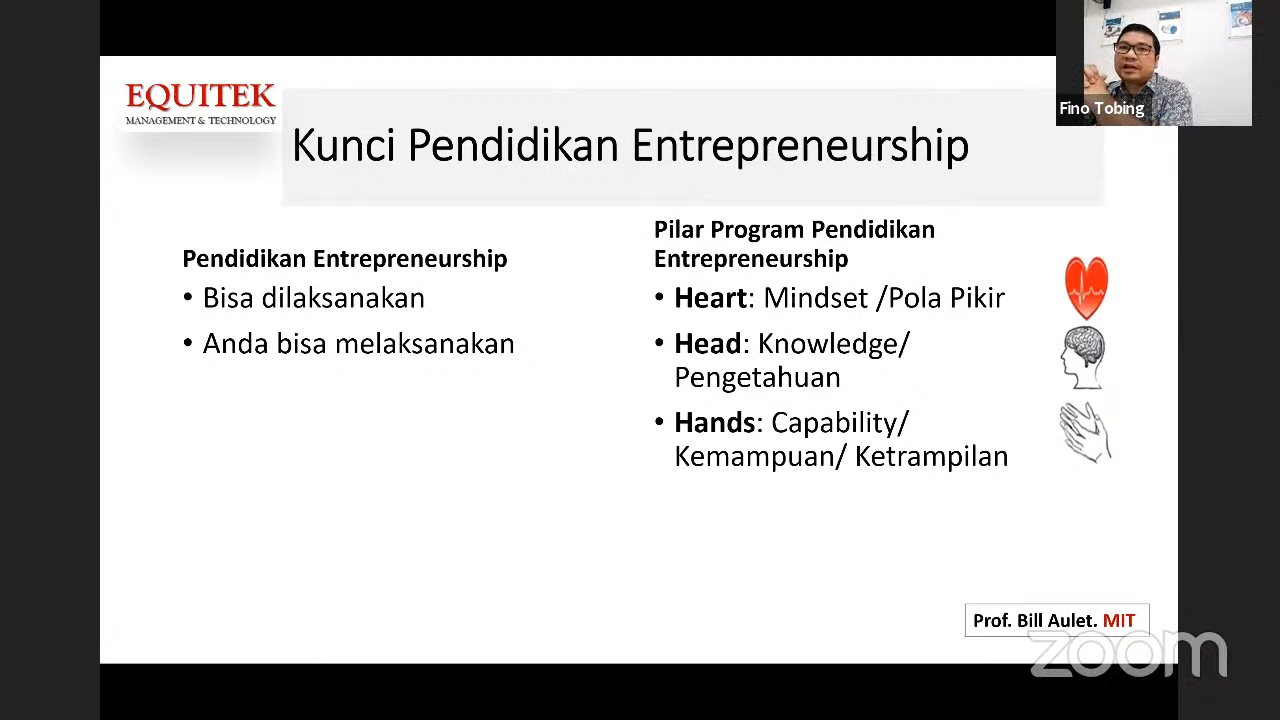 EQUITEK
MANAGEMENT & TECHNOLOGY
Kunci Pendidikan Entrepreneurship
Fino Tobing
Pendidikan Entrepreneurship
• Bisa dilaksanakan
• Anda bisa melaksanakan
Pilar Program Pendidikan
Entrepreneurship
• Heart: Mindset /Pola Pikir
• Head: Knowledge/
Pengetahuan
• Hands: Capability/
Kemampuan/ Ketrampilan
Prof. Bill Aulet. MIT
zoom